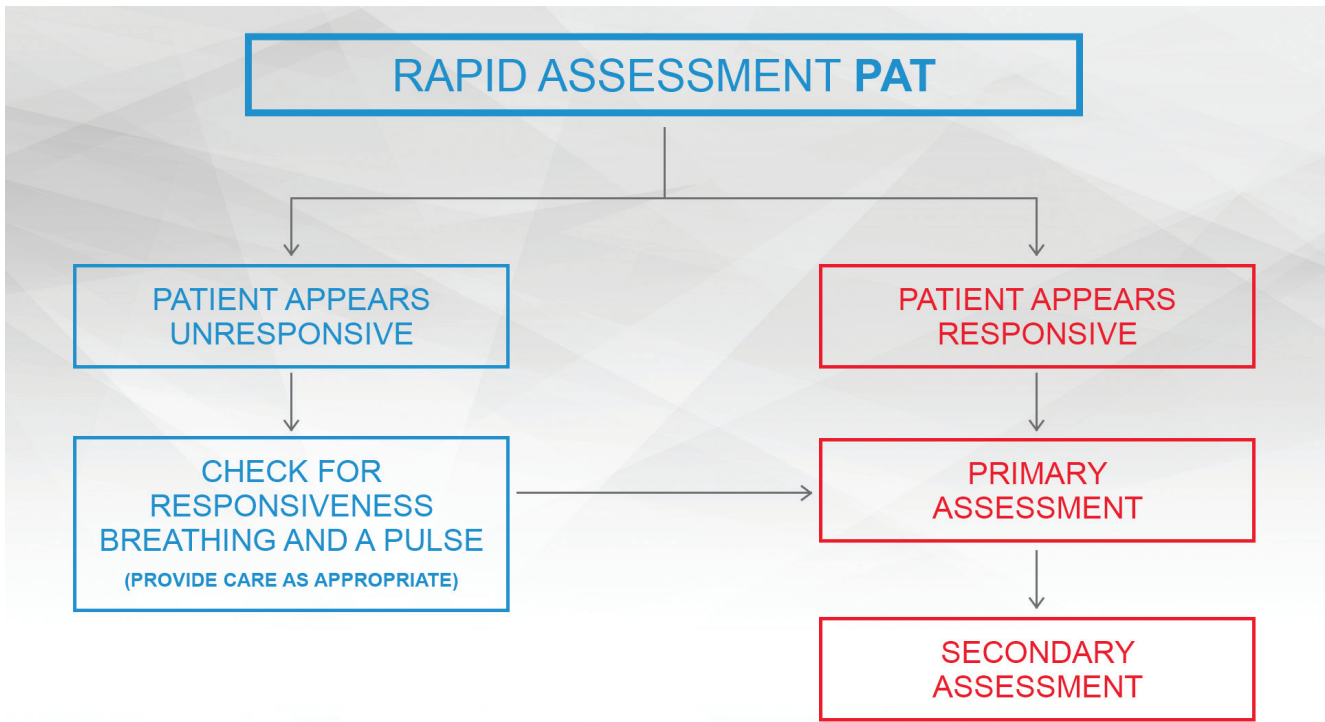 RAPID ASSESSMENT PAT
PATIENT APPEARS
UNRESPONSIVE
CHECK FOR
RESPONSIVENESS
BREATHING AND A PULSE
(PROVIDE CARE AS APPROPRIATE)
PATIENT APPEARS
RESPONSIVE
PRIMARY
ASSESSMENT
SECONDARY
ASSESSMENT